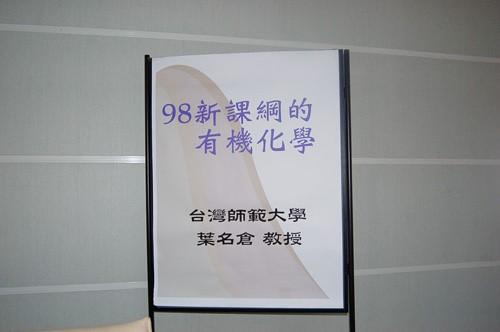 98新課綱的
有機化學
台灣師範大學
葉名倉 教授